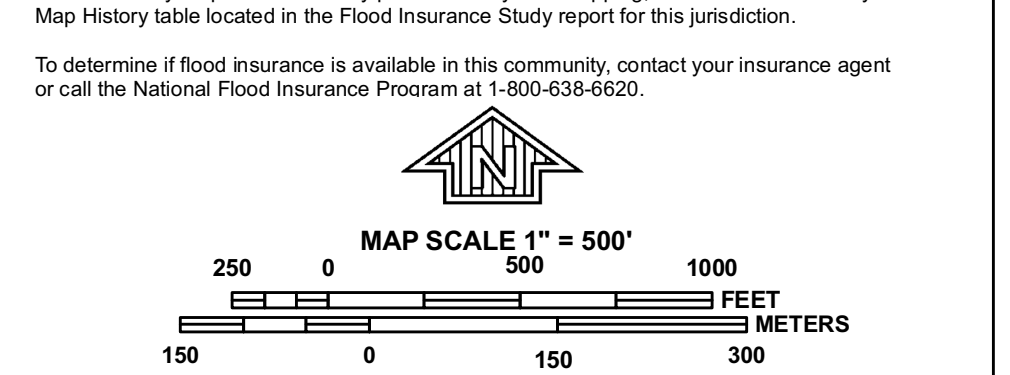 Map History table located in the Flood Insurance Study report for this jurisdiction.
To determine if flood insurance is available in this community, contact your insurance agent
or call the National Flood Insurance Program at 1-800-638-6620.
N
MAP SCALE 1" = 500'
250 0 500 1000
FEET
METERS
150 0 150 300